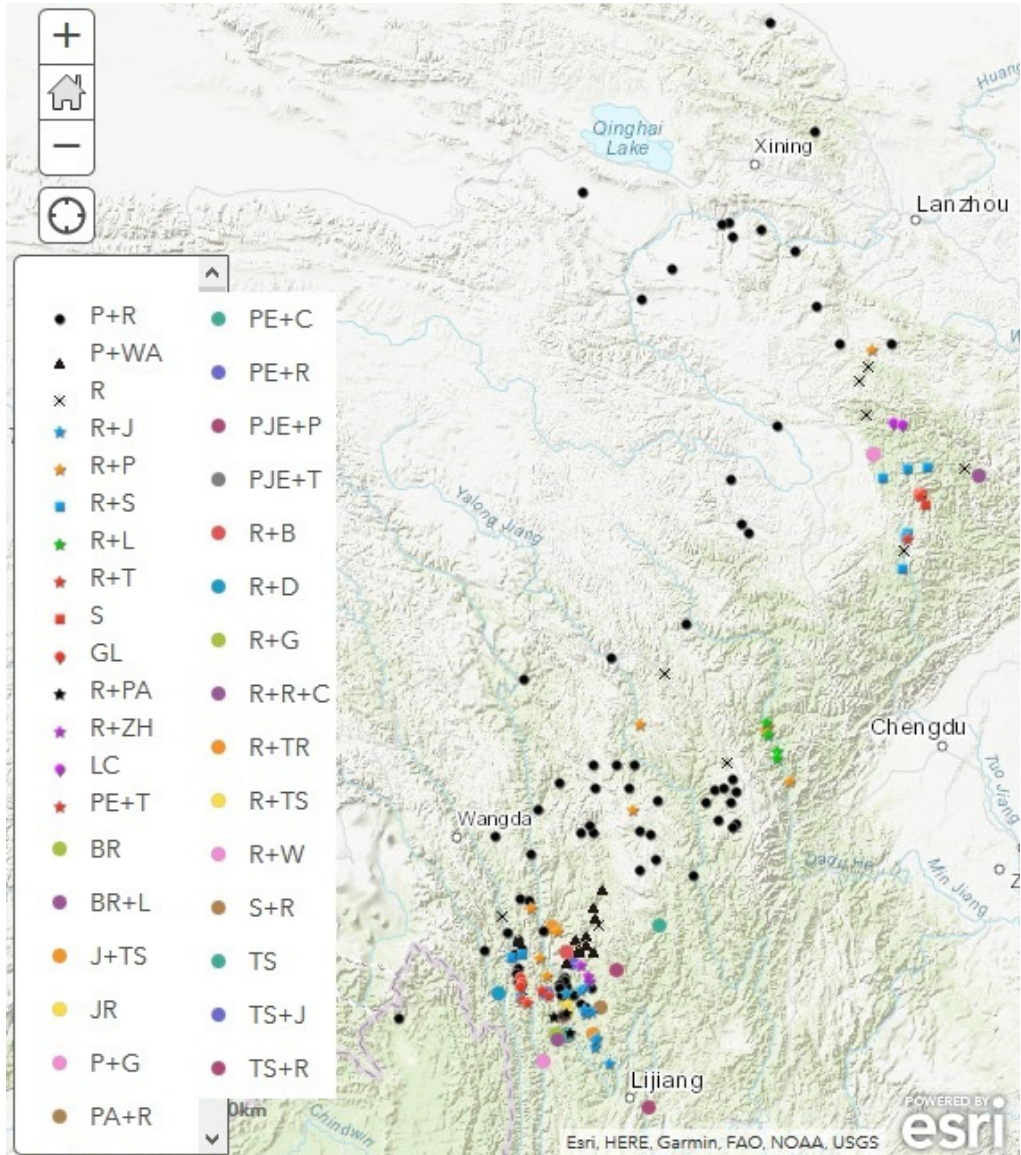 +
−
Qinghai
Lake
Xining
Huang
Lanzhou
P+R
P+WA
R
R+J
R+P
R+S
R+L
R+T
S
GL
R+PA
R+ZH
LC
PE+T
BR
BR+L
J+TS
JR
P+G
PA+R
PE+C
PE+R
PJE+P
PJE+T
R+B
R+D
R+G
R+R+C
R+TR
R+TS
R+W
S+R
TS
TS+J
TS+R
Yalong Jiang
Chengdu
Tuo Jiang
Wangda
Dadu He
Min Jiang
Z
Lijiang
0km
Chindwin
Esri, HERE, Garmin, FAO, NOAA, USGS
POWERED BY
esri